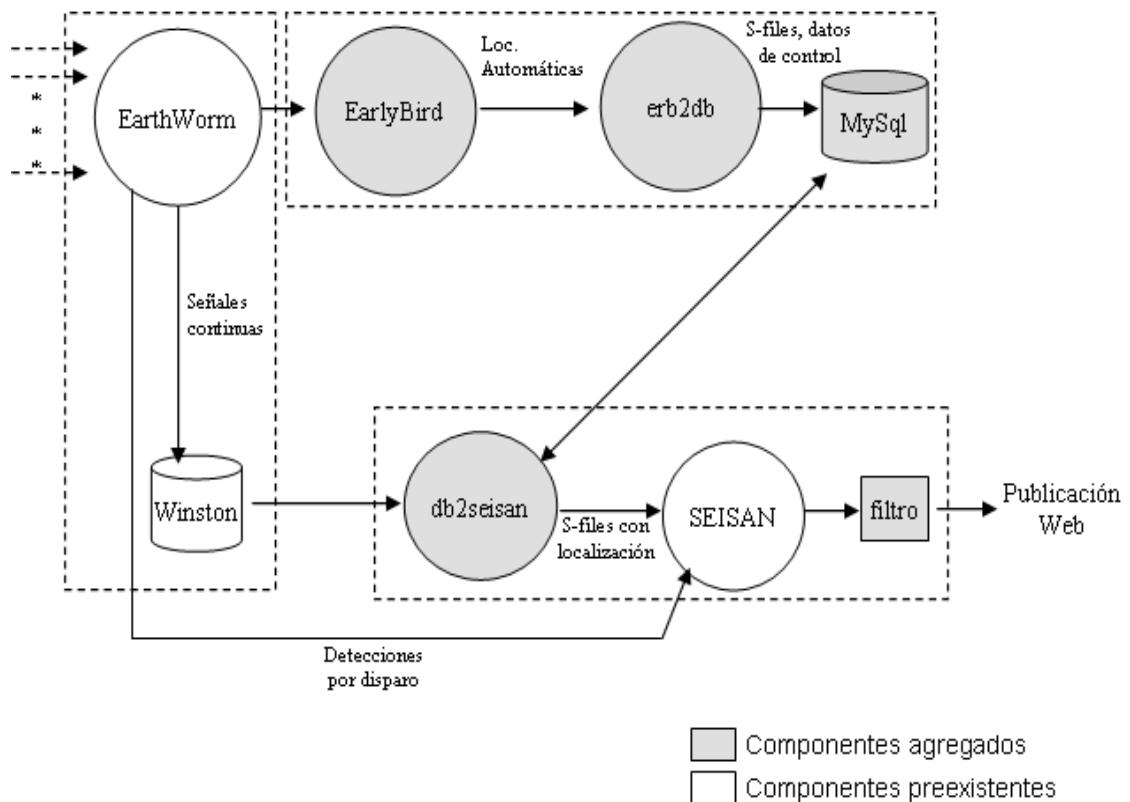 S-files, datos
de control
Loc.
Automáticas
*
*
*
EarthWorm
EarlyBird
erb2db
MySql
Señales
continuas
Winston
db2seisan
S-files con
localización
SEISAN
filtro
Publicación
Web
Detecciones
por disparo
Componentes agregados
Componentes preexistentes